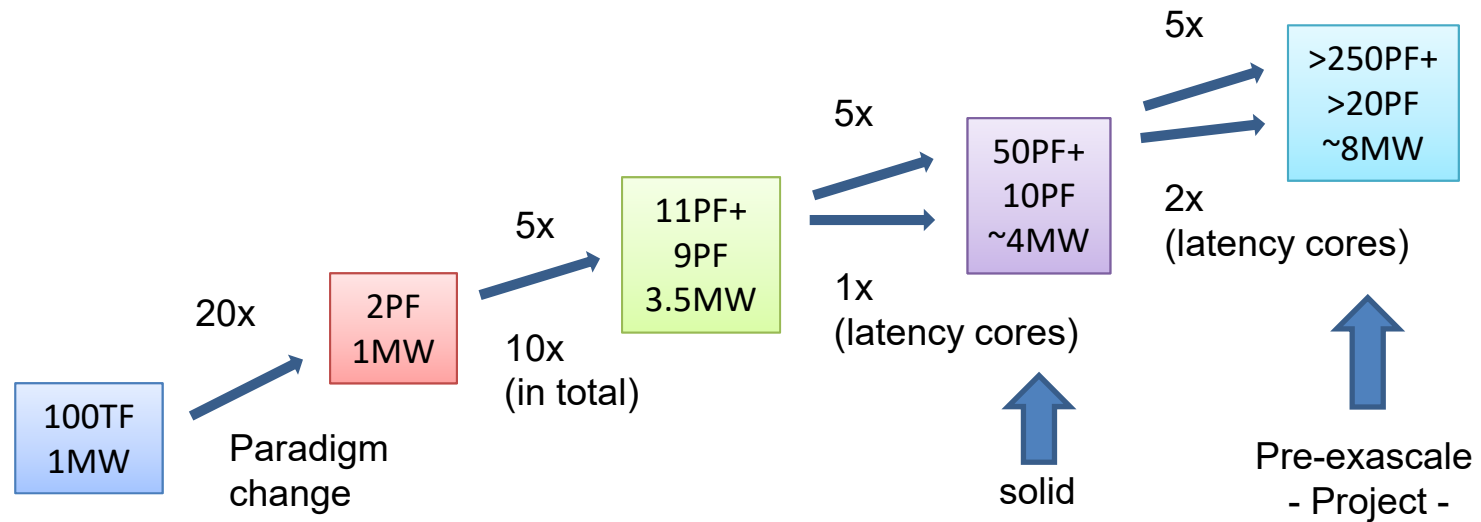 100TF
1MW
20x
Paradigm
change
2PF
1MW
5x
10x
(in total)
11PF+
9PF
3.5MW
5x
1x
(latency cores)
solid
50PF+
10PF
~4MW
5x
2x
(latency cores)
Pre-exascale
- Project -
>250PF+
>20PF
~8MW